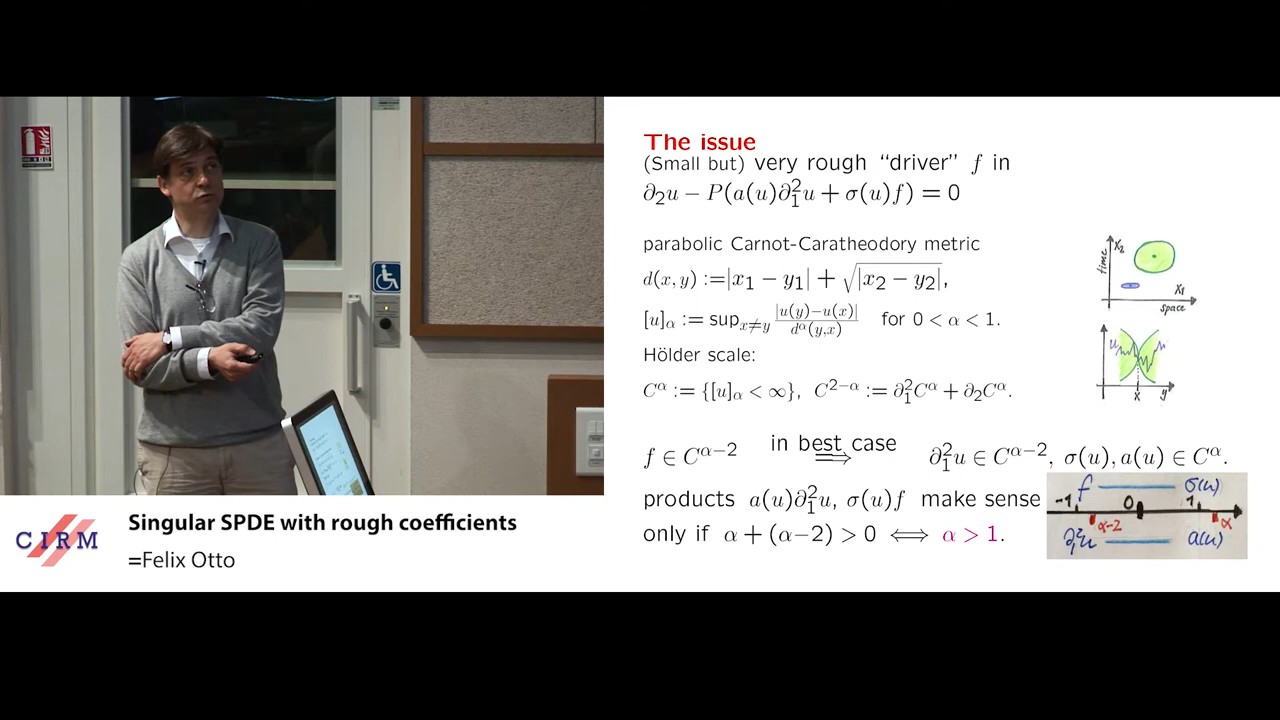 The issue
(Small but) very rough “driver” f in
∂₂u − P(a(u)∂₁²u + σ(u)f) = 0
parabolic Carnot-Caratheodory metric
d(x, y) :=|x₁ − y₁| + √|x₂ − y₂|,
[u]_α := sup_{x≠y} |u(y)−u(x)| / d^α(y,x) for 0 < α < 1.
Hölder scale:
C^α := {[u]_α < ∞}, C^{2−α} := ∂₁²C^α + ∂₂C^α.
f ∈ C^{α−2} in best case ⟹ ∂₁²u ∈ C^{α−2}, σ(u), a(u) ∈ C^α.
products a(u)∂₁²u, σ(u)f make sense
only if α + (α−2) > 0 ⟺ α > 1.
time x₂
x₁
space
u u
x y
f σ(u)
-1 0 1
α-2 α
∂₁²u a(u)
CIRM
Singular SPDE with rough coefficients
=Felix Otto